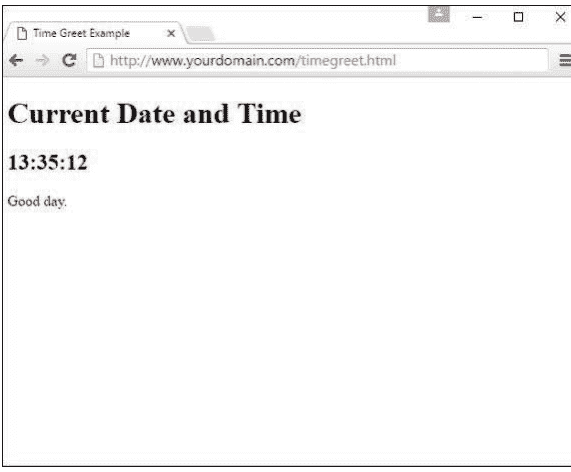 Time Greet Example
http://www.yourdomain.com/timegreet.html
Current Date and Time
13:35:12
Good day.